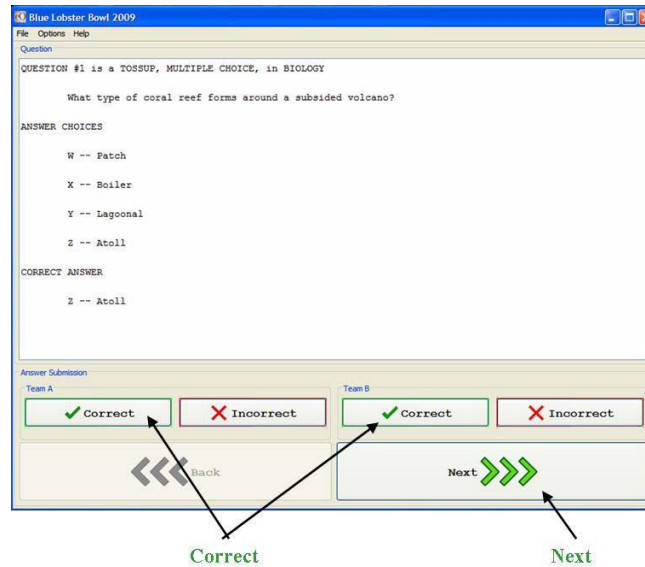 Blue Lobster Bowl 2009
File Options Help
Question
QUESTION #1 is a TOSSUP, MULTIPLE CHOICE, in BIOLOGY
What type of coral reef forms around a subsided volcano?
ANSWER CHOICES
W -- Patch
X -- Boiler
Y -- Lagoonal
Z -- Atoll
CORRECT ANSWER
Z -- Atoll
Answer Submission
Team A Team B
Correct Incorrect Correct Incorrect
Back Next
Correct Next